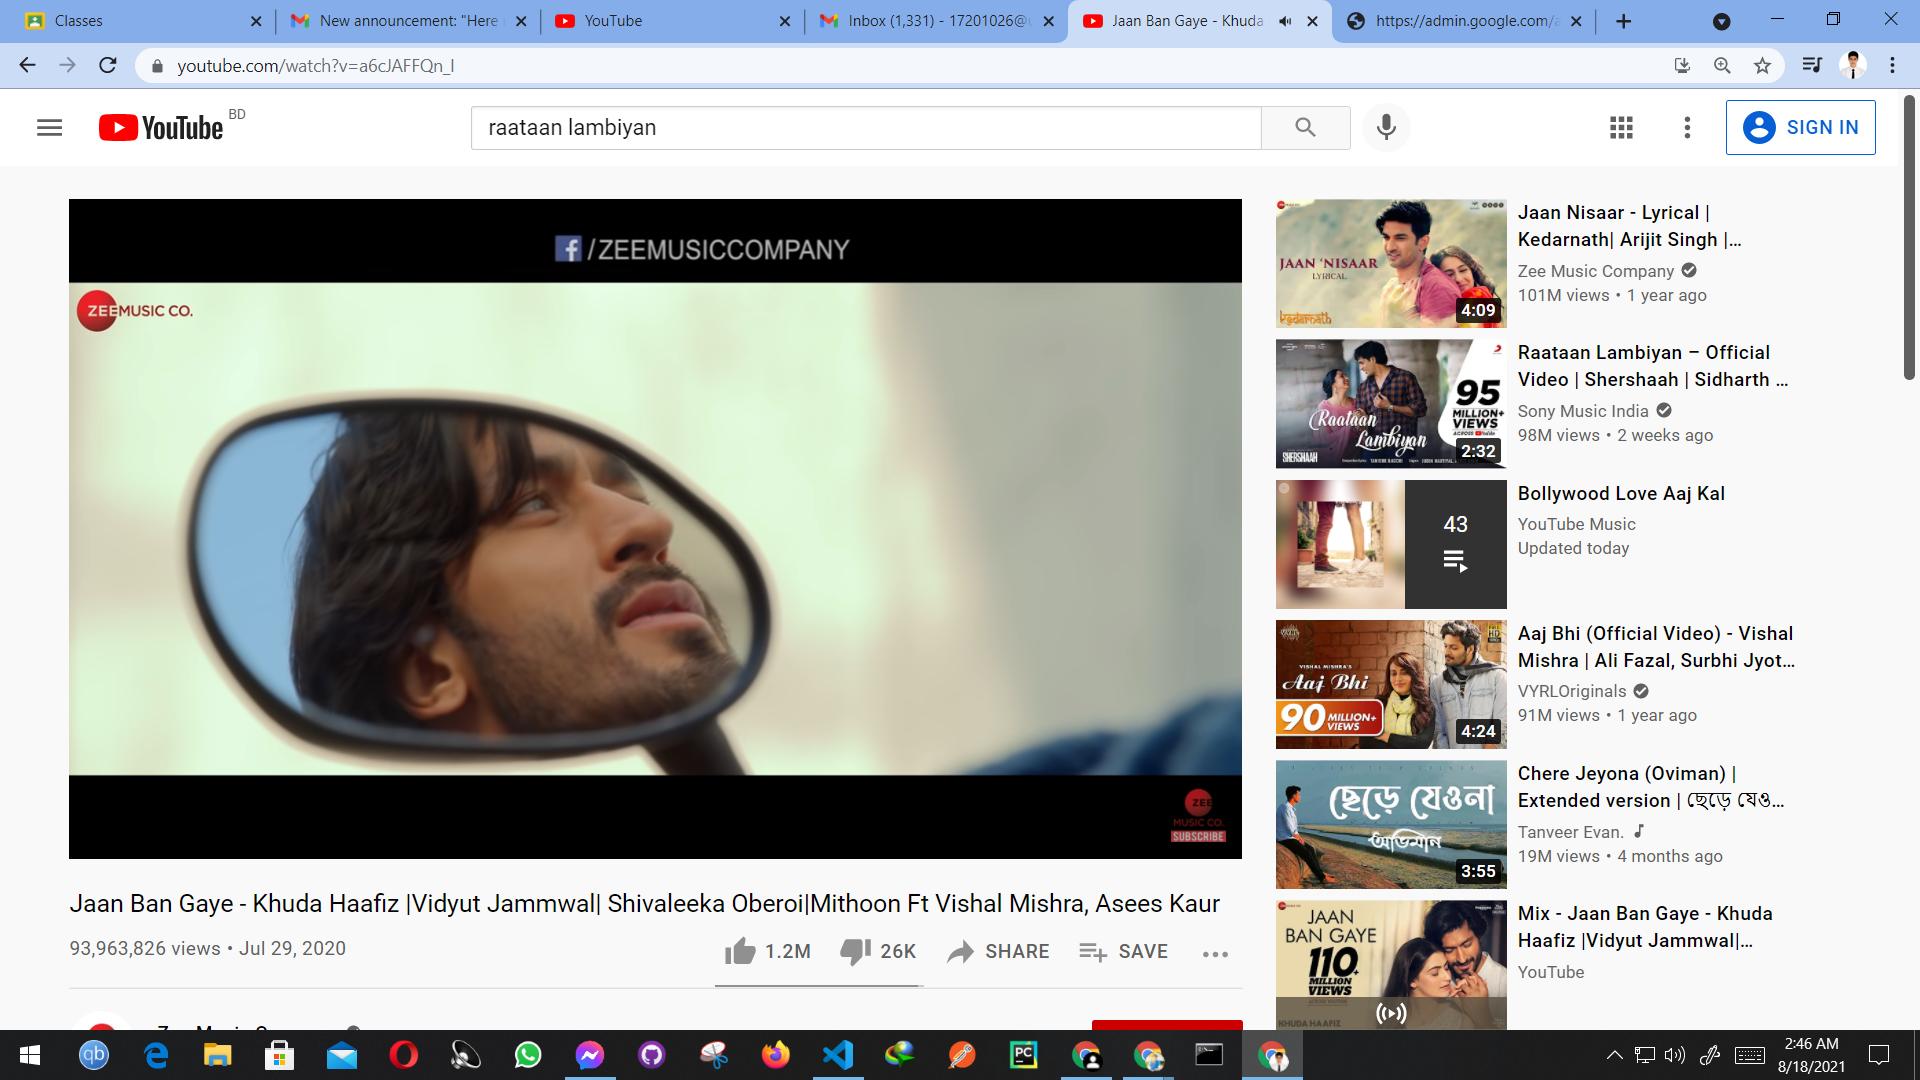 Classes
New announcement: "Here
YouTube
Inbox (1,331) - 17201026@
Jaan Ban Gaye - Khuda
https://admin.google.com/
youtube.com/watch?v=a6cJAFFQn_I
YouTube BD
raataan lambiyan
SIGN IN
/ZEEMUSICCOMPANY
ZEE MUSIC CO.
ZEE
MUSIC CO.
SUBSCRIBE
Jaan Ban Gaye - Khuda Haafiz |Vidyut Jammwal| Shivaleeka Oberoi|Mithoon Ft Vishal Mishra, Asees Kaur
93,963,826 views • Jul 29, 2020
1.2M
26K
SHARE
SAVE
JAAN 'NISAAR
LYRICAL
kedarnath
4:09
Jaan Nisaar - Lyrical |
Kedarnath| Arijit Singh |...
Zee Music Company
101M views • 1 year ago
Raataan
Lambiyan
SHERSHAAH
95
MILLION+
VIEWS
2:32
Raataan Lambiyan – Official
Video | Shershaah | Sidharth ...
Sony Music India
98M views • 2 weeks ago
43
Bollywood Love Aaj Kal
YouTube Music
Updated today
VISHAL MISHRA'S
Aaj Bhi
90 MILLION+
VIEWS
4:24
Aaj Bhi (Official Video) - Vishal
Mishra | Ali Fazal, Surbhi Jyot...
VYRLOriginals
91M views • 1 year ago
ছেড়ে যেওনা
অভিমান
3:55
Chere Jeyona (Oviman) |
Extended version | ছেড়ে যেও...
Tanveer Evan.
19M views • 4 months ago
JAAN
BAN GAYE
110+
MILLION
VIEWS
KHUDA HAAFIZ
Mix - Jaan Ban Gaye - Khuda
Haafiz |Vidyut Jammwal|...
YouTube
qb
PC
2:46 AM
8/18/2021